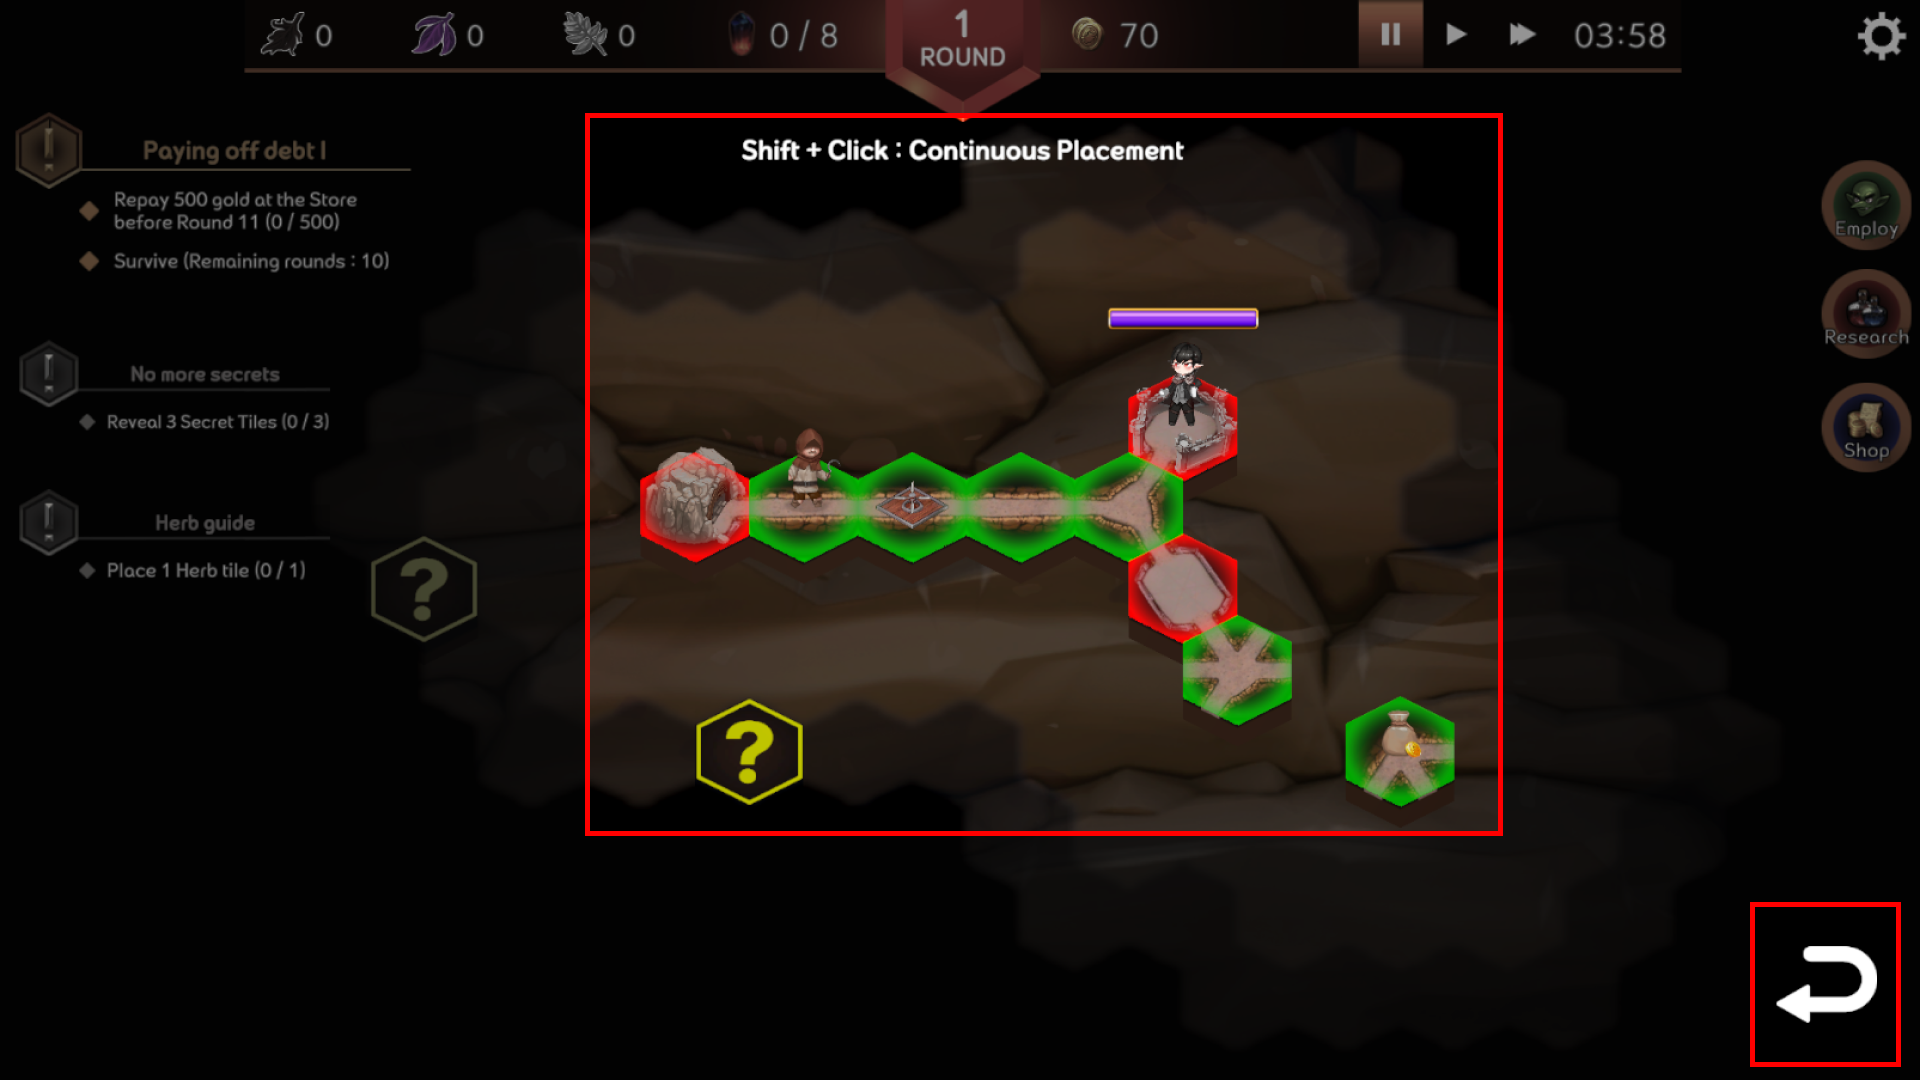 0
0
0
0 / 8
1
ROUND
70
03:58
Shift + Click : Continuous Placement
Paying off debt I
Repay 500 gold at the Store
before Round 11 (0 / 500)
Survive (Remaining rounds : 10)
No more secrets
Reveal 3 Secret Tiles (0 / 3)
Herb guide
Place 1 Herb tile (0 / 1)
?
?
Employ
Research
Shop